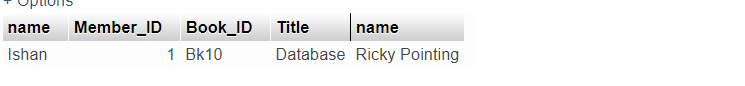 + Options
name Member_ID Book_ID Title name
Ishan 1 Bk10 Database Ricky Pointing